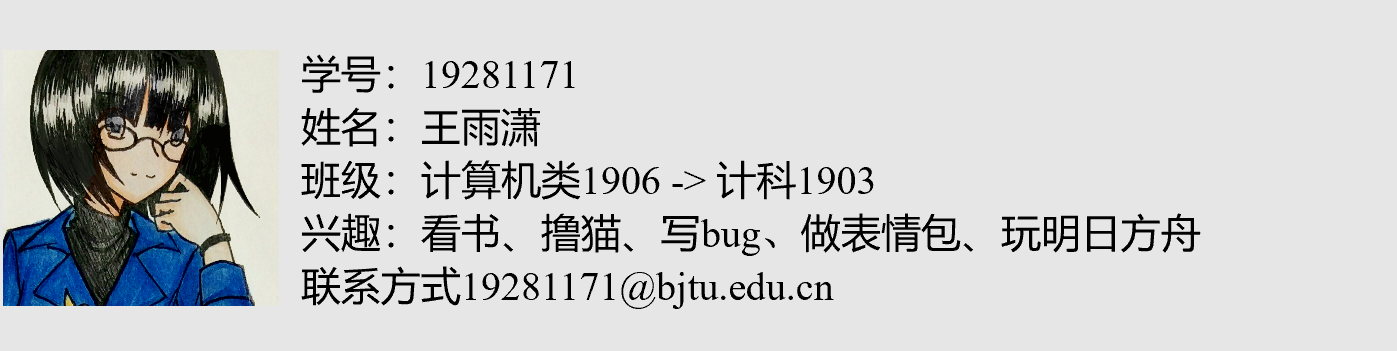 学号：19281171
姓名：王雨潇
班级：计算机类1906 -> 计科1903
兴趣：看书、撸猫、写bug、做表情包、玩明日方舟
联系方式19281171@bjtu.edu.cn